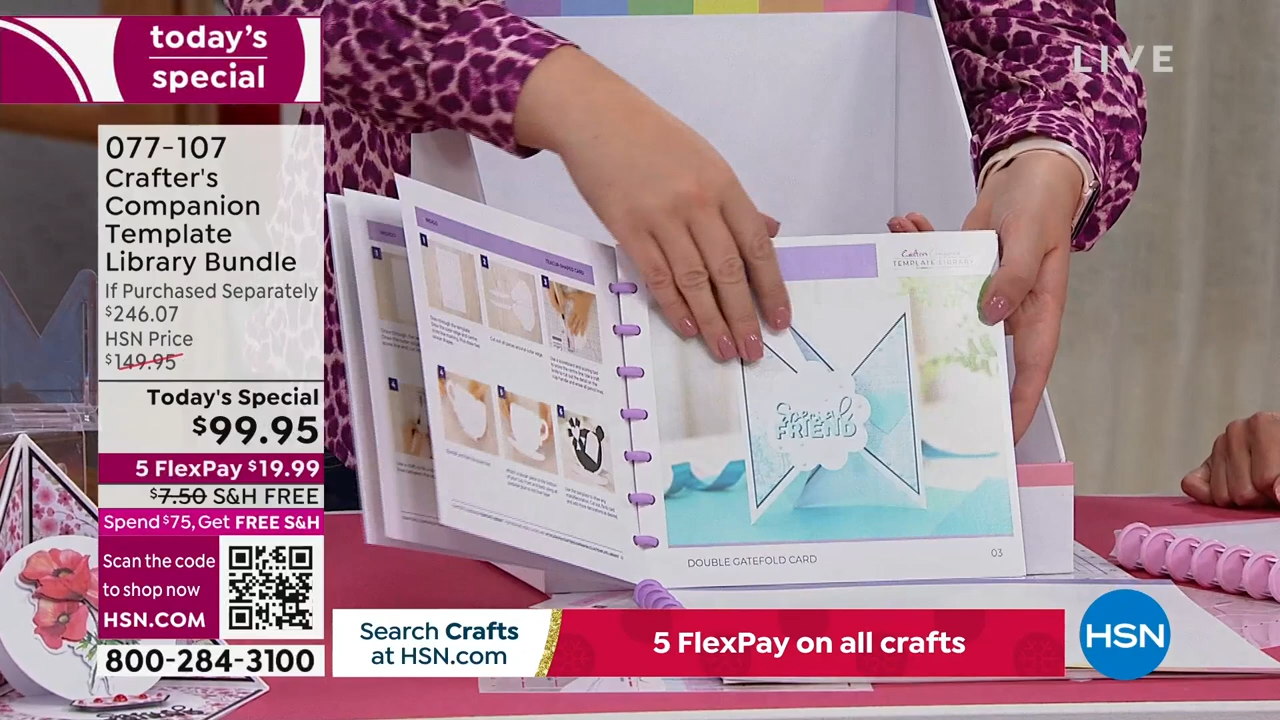 today's
special
LIVE
077-107
Crafter's
Companion
Template
Library Bundle
If Purchased Separately
$246.07
HSN Price
$149.95
Today's Special
$99.95
5 FlexPay $19.99
$7.50 S&H FREE
Spend $75, Get FREE S&H
Scan the code
to shop now
HSN.COM
800-284-3100
TEACUP SHAPED CARD
TEMPLATE LIBRARY
Special
FRIEND
DOUBLE GATEFOLD CARD
03
Search Crafts
at HSN.com
5 FlexPay on all crafts
HSN